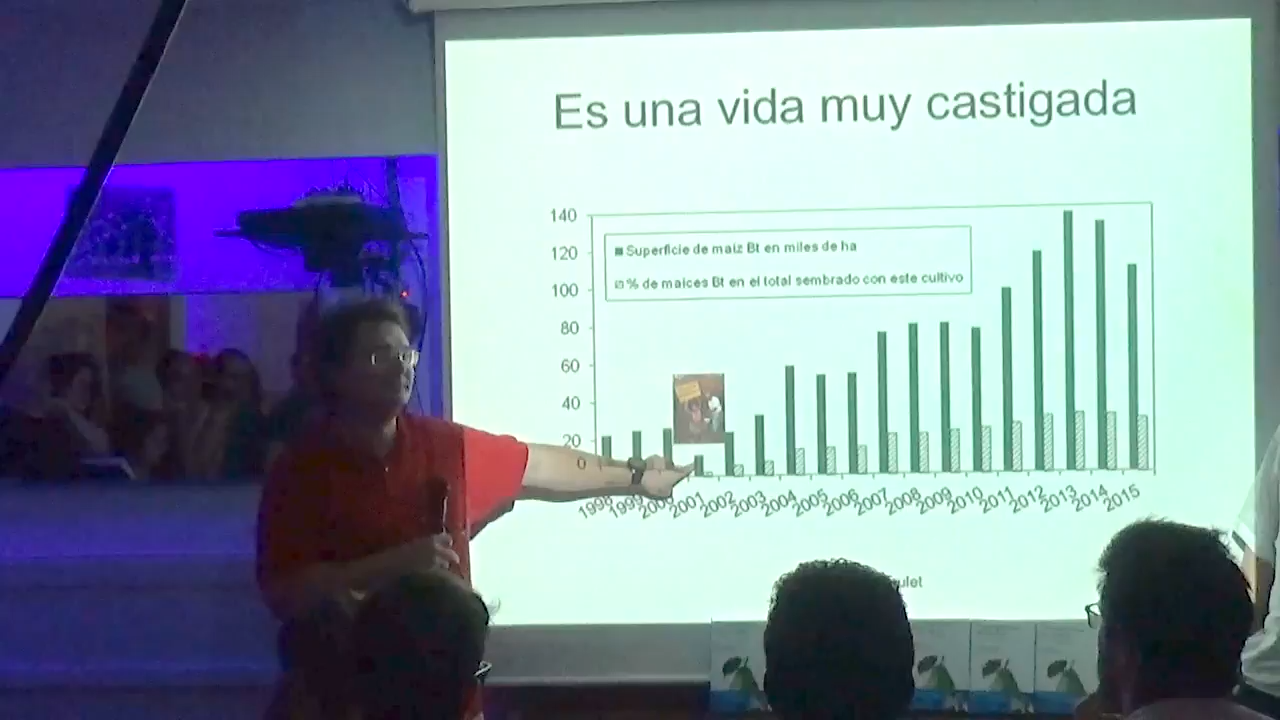 Es una vida muy castigada
140
120
100
80
60
40
20
0
Superficie de maiz Bt en miles de ha
% de maices Bt en el total sembrado con este cultivo
1998 1999 2000 2001 2002 2003 2004 2005 2006 2007 2008 2009 2010 2011 2012 2013 2014 2015